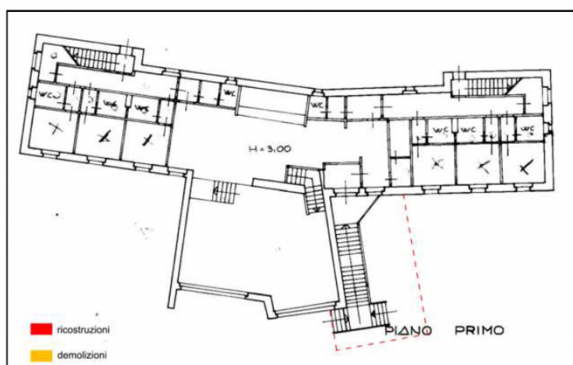 WC
WC
WC
WC
WC
WC
WC
WC
H = 3.00
PIANO PRIMO
ricostruzioni
demolizioni